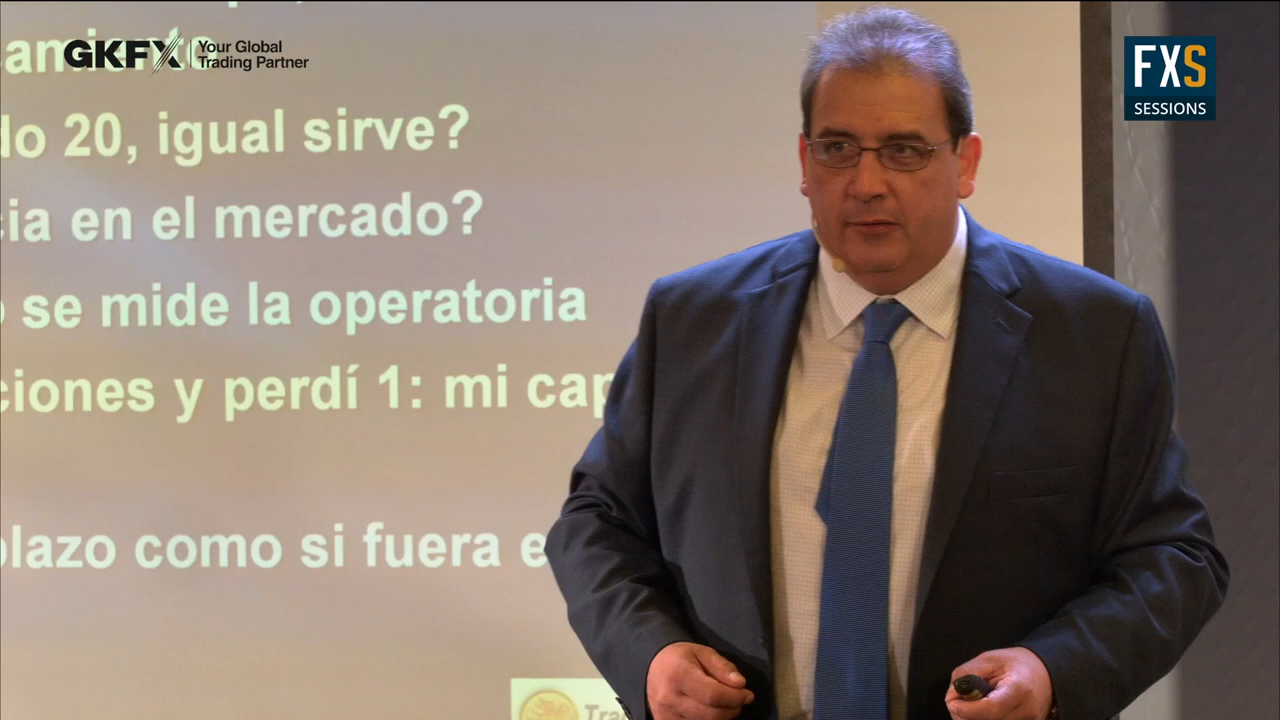 GKFX
Your Global
Trading Partner
FXS
SESSIONS
do 20, igual sirve?
cia en el mercado?
se mide la operatoria
ciones y perdí 1: mi cap
plazo como si fuera e